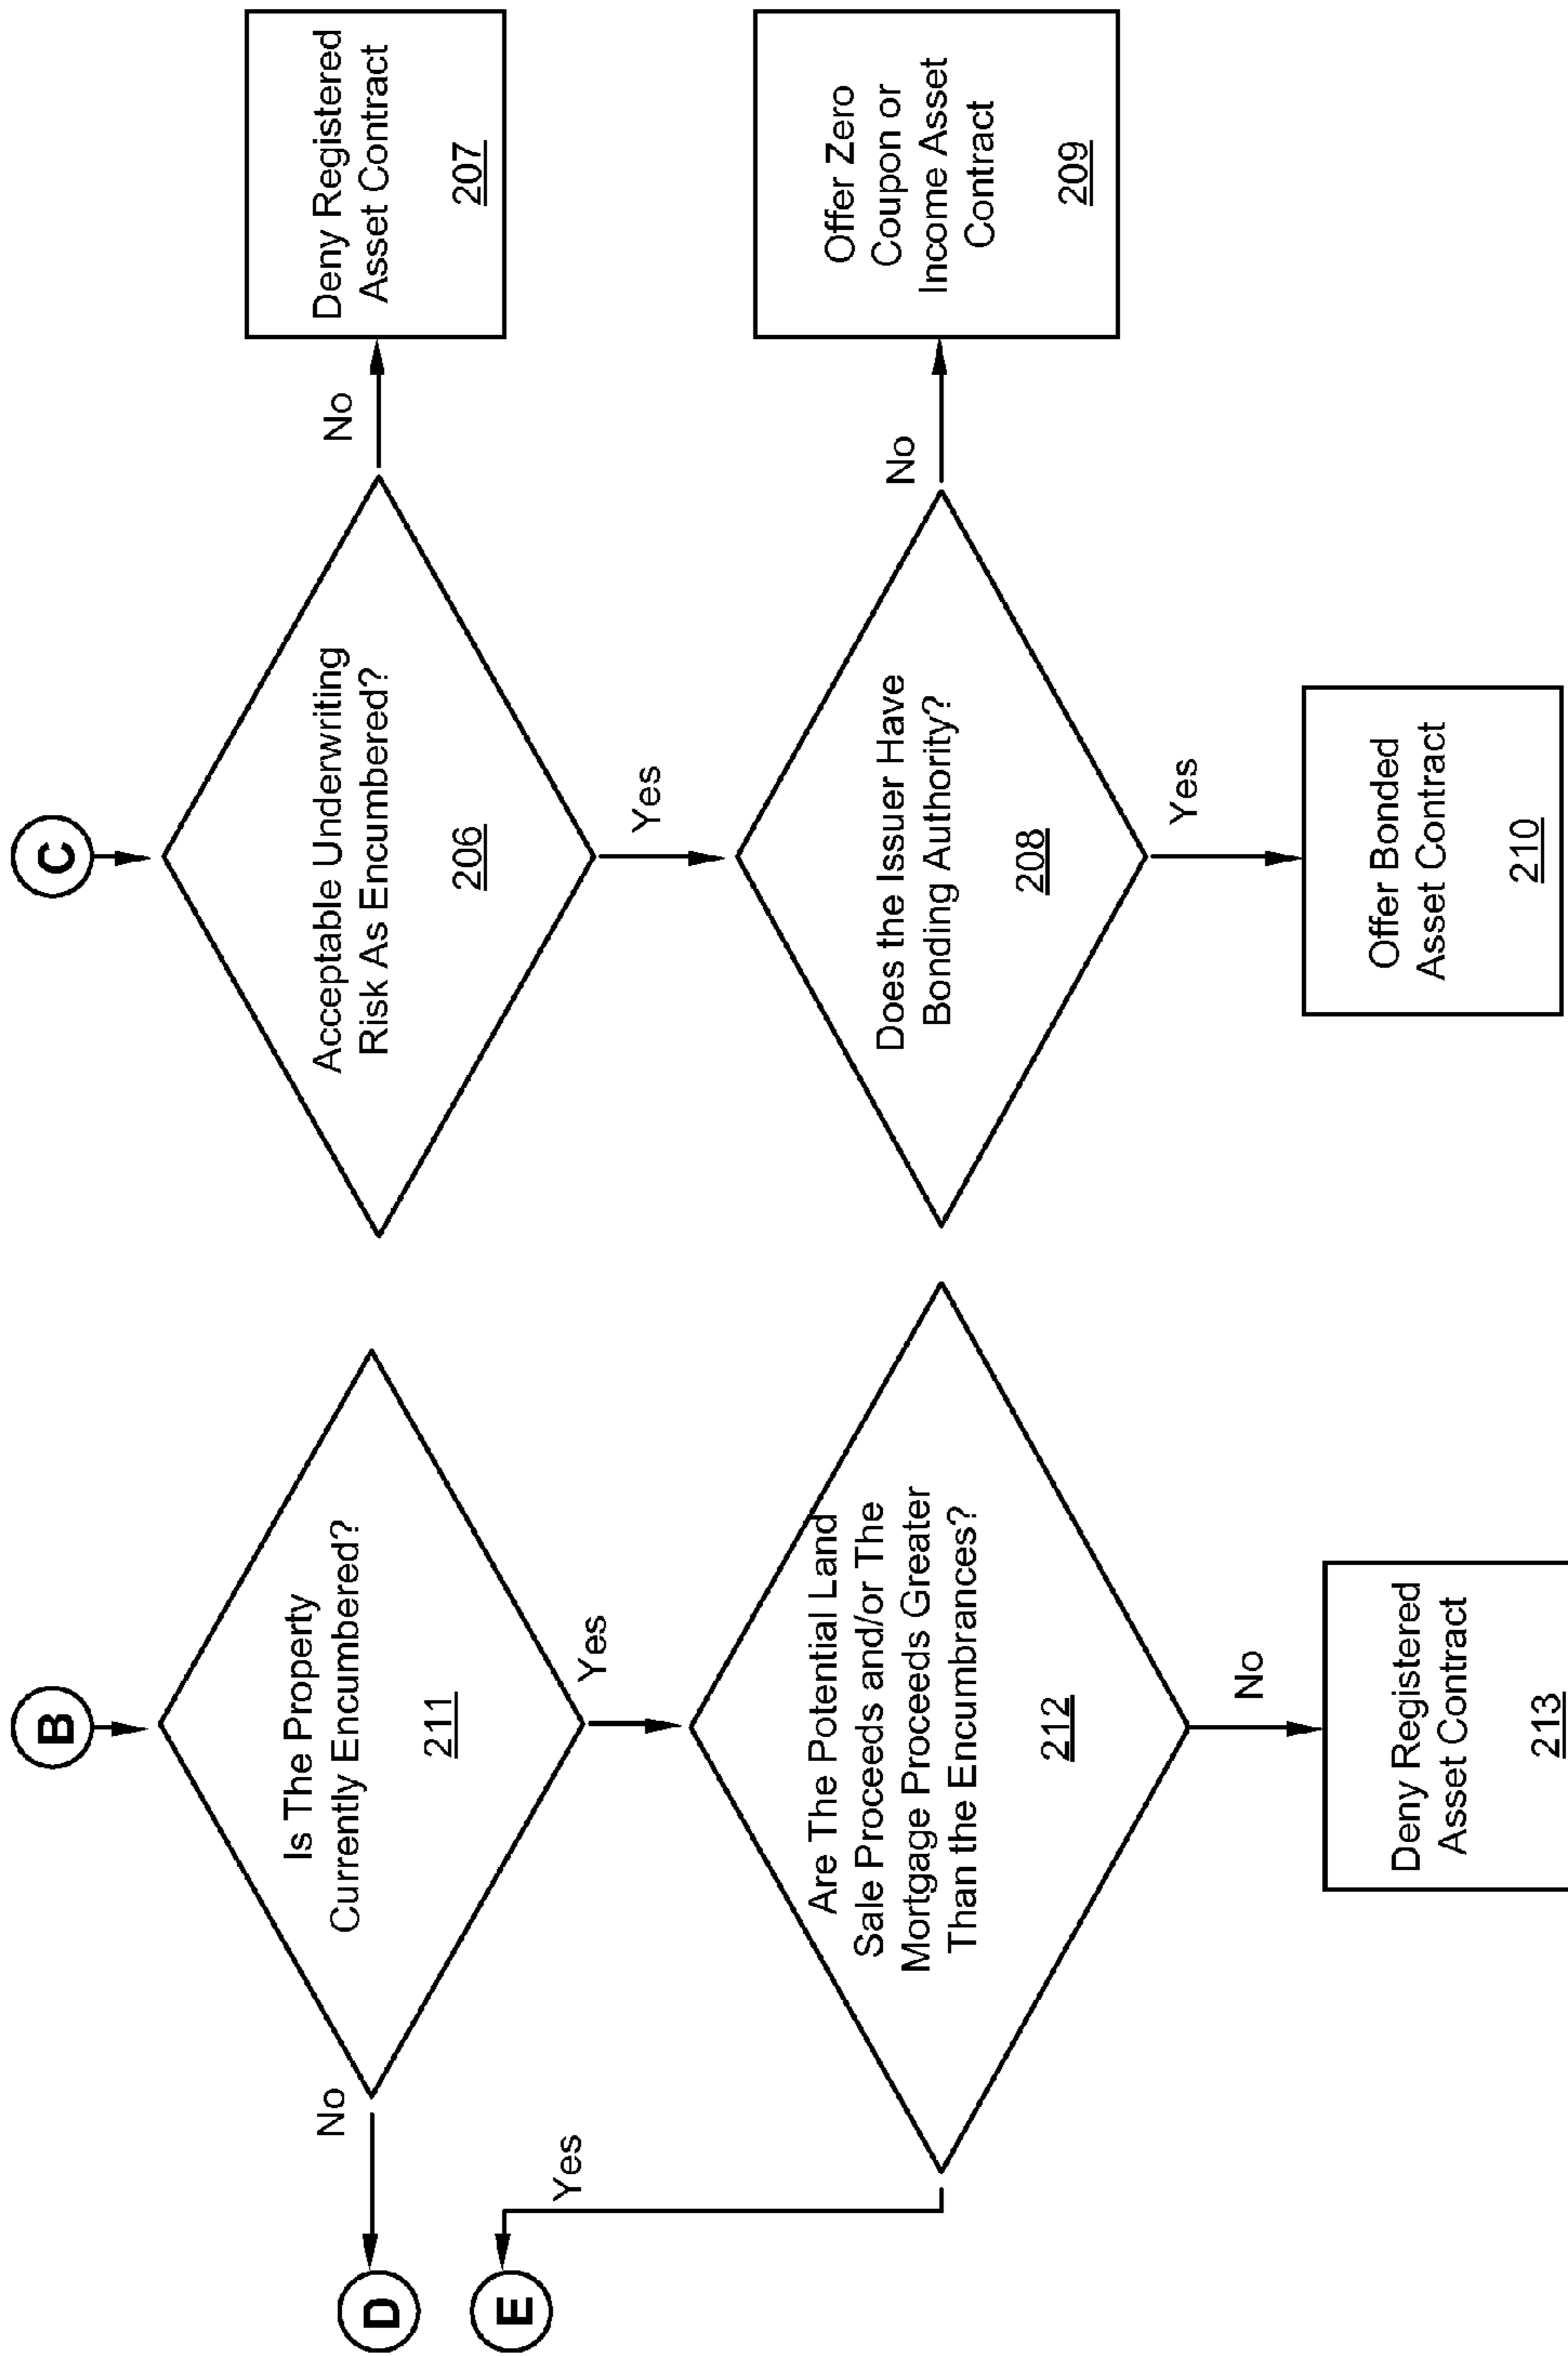 B
Is The Property
Currently Encumbered?
211
No
D
Yes
Are The Potential Land
Sale Proceeds and/or The
Mortgage Proceeds Greater
Than the Encumbrances?
212
Yes
E
No
Deny Registered
Asset Contract
213
C
Acceptable Underwriting
Risk As Encumbered?
206
No
Deny Registered
Asset Contract
207
Yes
Does the Issuer Have
Bonding Authority?
208
No
Offer Zero
Coupon or
Income Asset
Contract
209
Yes
Offer Bonded
Asset Contract
210